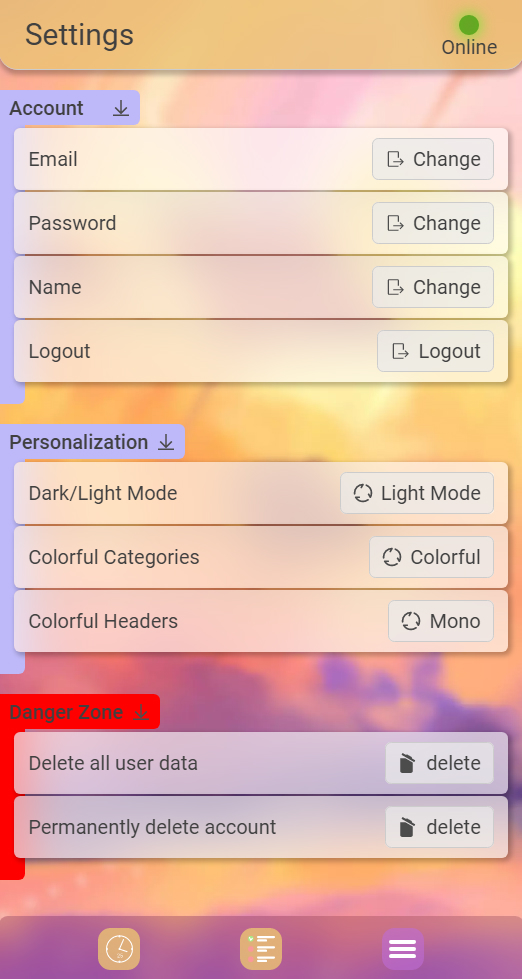 Settings
Online
Account
Email
Change
Password
Change
Name
Change
Logout
Logout
Personalization
Dark/Light Mode
Light Mode
Colorful Categories
Colorful
Colorful Headers
Mono
Danger Zone
Delete all user data
delete
Permanently delete account
delete